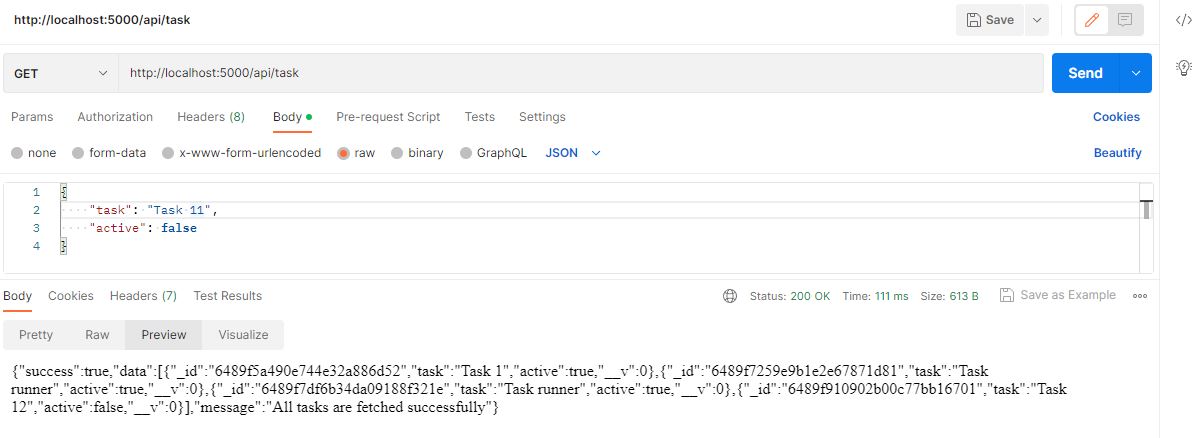 http://localhost:5000/api/task Save
GET http://localhost:5000/api/task Send
Params Authorization Headers (8) Body Pre-request Script Tests Settings Cookies
none form-data x-www-form-urlencoded raw binary GraphQL JSON Beautify
1 {
2 "task": "Task 11",
3 "active": false
4 }
Body Cookies Headers (7) Test Results Status: 200 OK Time: 111 ms Size: 613 B Save as Example
Pretty Raw Preview Visualize
{"success":true,"data":[{"_id":"6489f5a490e744e32a886d52","task":"Task 1","active":true,"__v":0},{"_id":"6489f7259e9b1e2e67871d81","task":"Task
runner","active":true,"__v":0},{"_id":"6489f7df6b34da09188f321e","task":"Task runner","active":true,"__v":0},{"_id":"6489f910902b00c77bb16701","task":"Task
12","active":false,"__v":0}],"message":"All tasks are fetched successfully"}